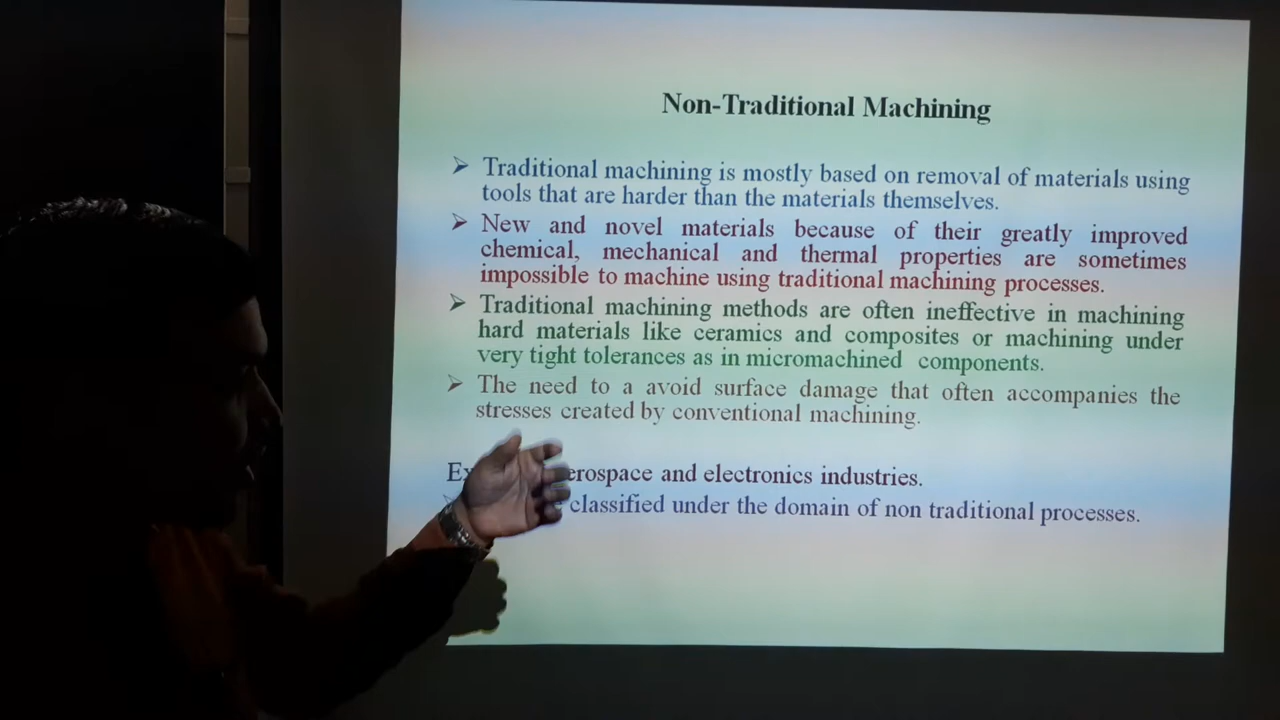 Non-Traditional Machining
➢ Traditional machining is mostly based on removal of materials using
tools that are harder than the materials themselves.
➢ New and novel materials because of their greatly improved
chemical, mechanical and thermal properties are sometimes
impossible to machine using traditional machining processes.
➢ Traditional machining methods are often ineffective in machining
hard materials like ceramics and composites or machining under
very tight tolerances as in micromachined components.
➢ The need to a avoid surface damage that often accompanies the
stresses created by conventional machining.
and electronics industries.
classified under the domain of non traditional processes.